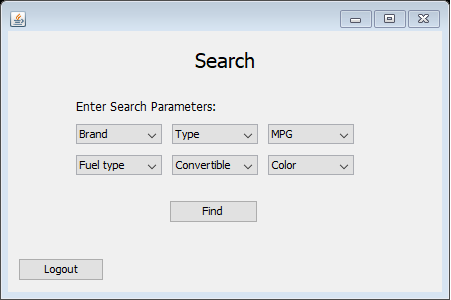 Search
Enter Search Parameters:
Brand Type MPG
Fuel type Convertible Color
Find
Logout